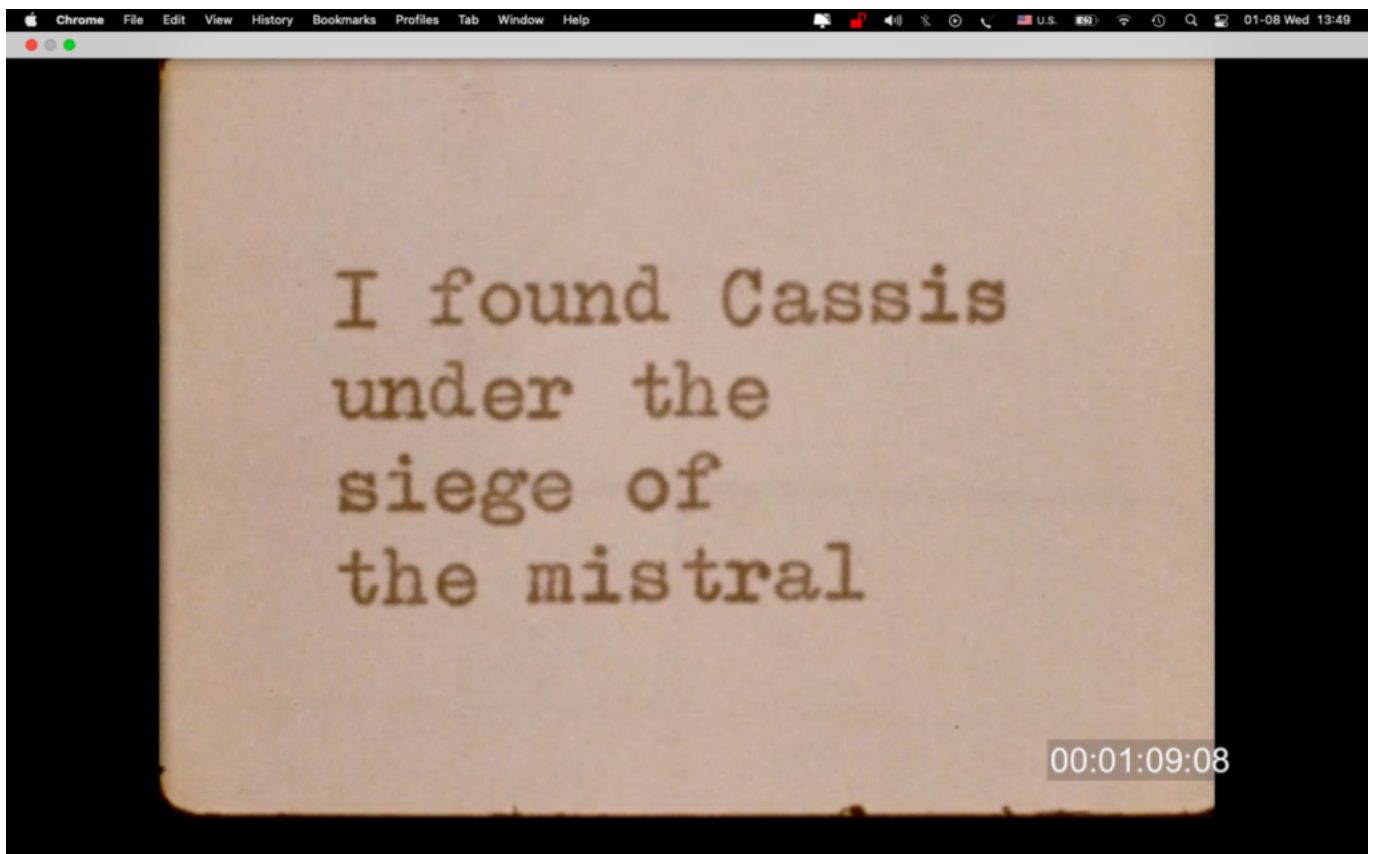 Chrome File Edit View History Bookmarks Profiles Tab Window Help U.S. 01-08 Wed 13:49
I found Cassis
under the
siege of
the mistral
00:01:09:08